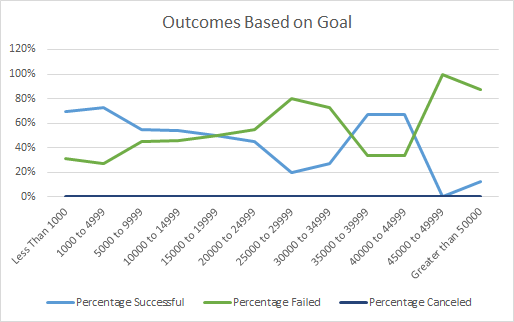 Outcomes Based on Goal
120%
100%
80%
60%
40%
20%
0%
Less Than 1000
1000 to 4999
5000 to 9999
10000 to 14999
15000 to 19999
20000 to 24999
25000 to 29999
30000 to 34999
35000 to 39999
40000 to 44999
45000 to 49999
Greater than 50000
Percentage Successful
Percentage Failed
Percentage Canceled